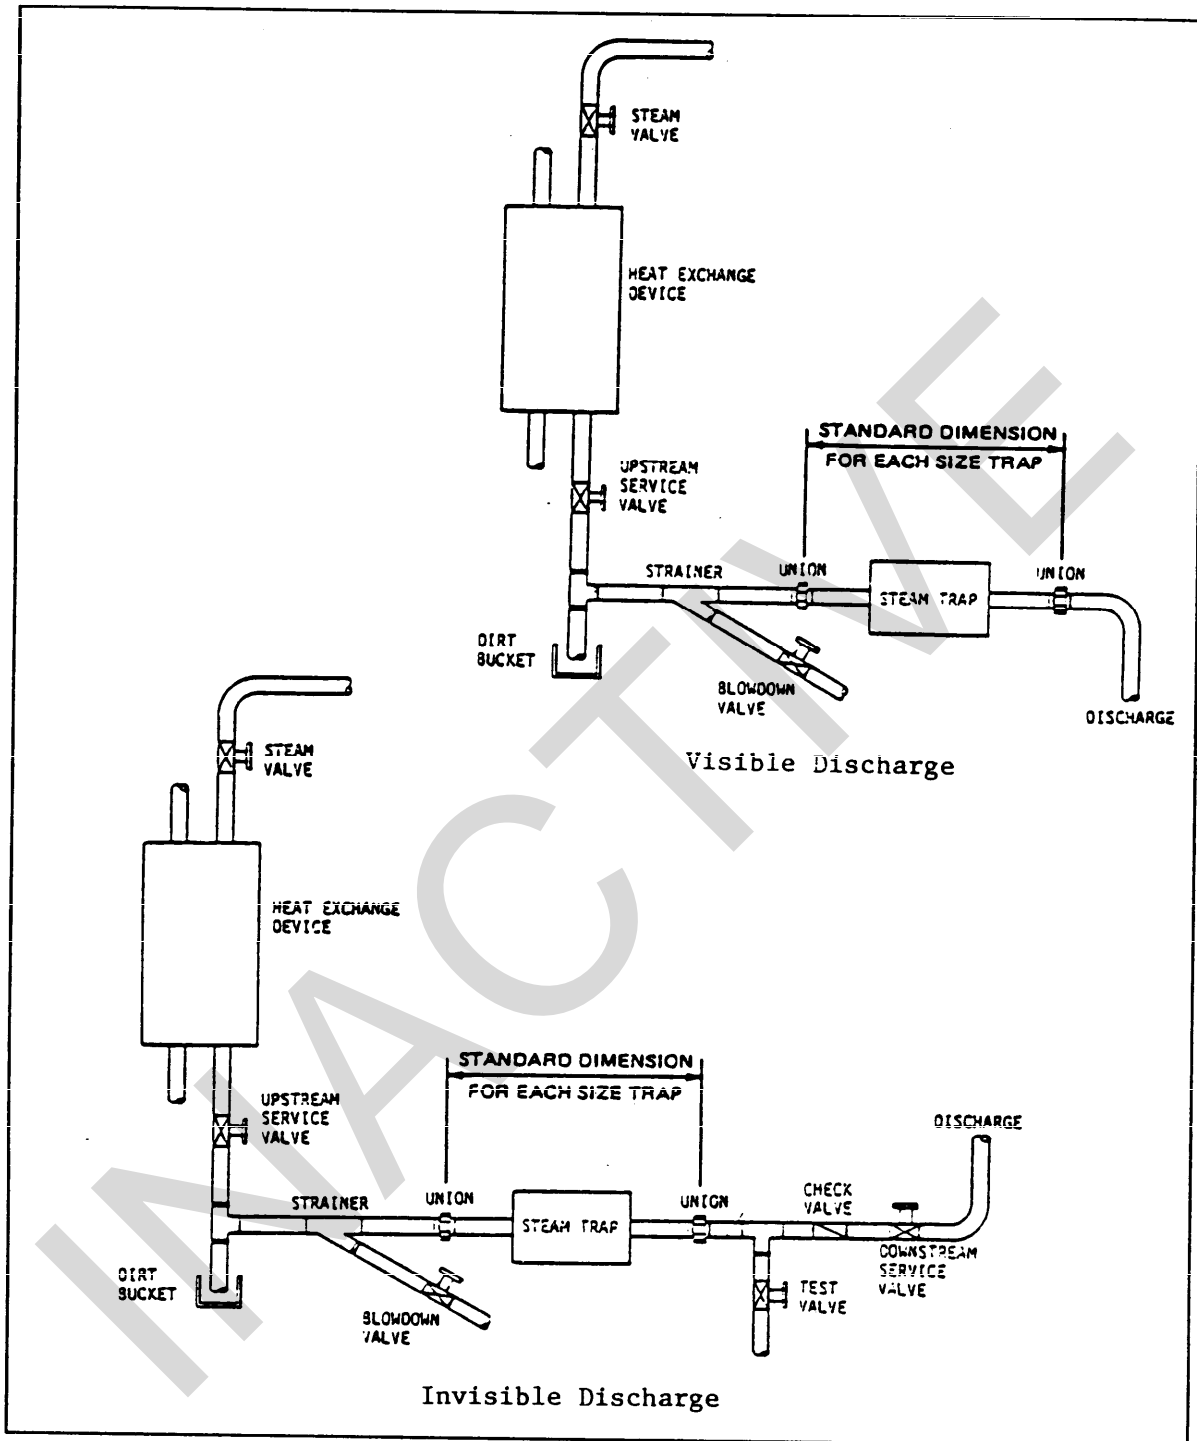 STEAM
VALVE
HEAT EXCHANGE
DEVICE
STANDARD DIMENSION
FOR EACH SIZE TRAP
UPSTREAM
SERVICE
VALVE
STRAINER
UNION
STEAM TRAP
UNION
DIRT
BUCKET
BLOWDOWN
VALVE
DISCHARGE
Visible Discharge
STEAM
VALVE
HEAT EXCHANGE
DEVICE
STANDARD DIMENSION
FOR EACH SIZE TRAP
UPSTREAM
SERVICE
VALVE
DISCHARGE
STRAINER
UNION
STEAM TRAP
UNION
CHECK
VALVE
DOWNSTREAM
SERVICE
VALVE
DIRT
BUCKET
TEST
VALVE
BLOWDOWN
VALVE
Invisible Discharge
INACTIVE